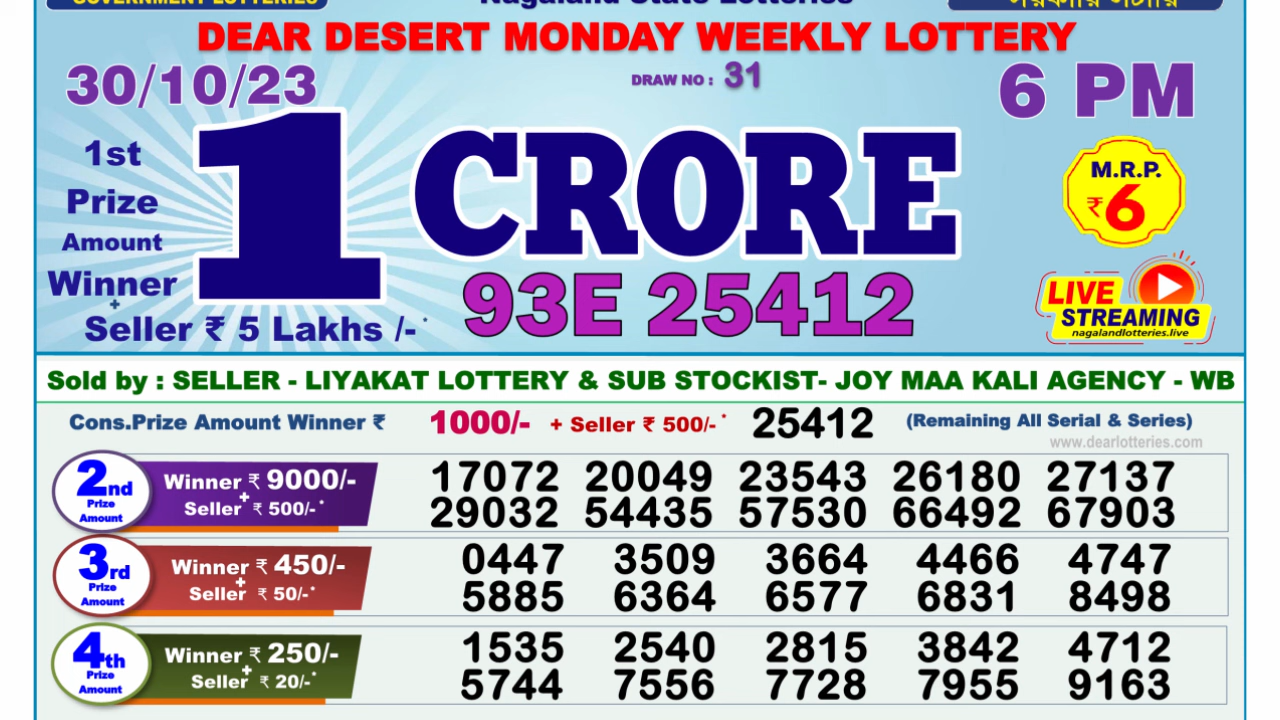 GOVERNMENT LOTTERIES
Nagaland State Lotteries
DEAR DESERT MONDAY WEEKLY LOTTERY
30/10/23
DRAW NO : 31
6 PM
1st
Prize
Amount
Winner
+
Seller ₹ 5 Lakhs /- *
1 CRORE
93E 25412
M.R.P.
₹6
LIVE
STREAMING
nagalandlotteries.live
Sold by : SELLER - LIYAKAT LOTTERY & SUB STOCKIST- JOY MAA KALI AGENCY - WB
Cons.Prize Amount Winner ₹ 1000/- + Seller ₹ 500/- * 25412 (Remaining All Serial & Series)
www.dearlotteries.com
2nd
Prize
Amount
Winner ₹ 9000/-
+
Seller ₹ 500/- *
17072 20049 23543 26180 27137
29032 54435 57530 66492 67903
3rd
Prize
Amount
Winner ₹ 450/-
+
Seller ₹ 50/- *
0447 3509 3664 4466 4747
5885 6364 6577 6831 8498
4th
Prize
Amount
Winner ₹ 250/-
+
Seller ₹ 20/- *
1535 2540 2815 3842 4712
5744 7556 7728 7955 9163